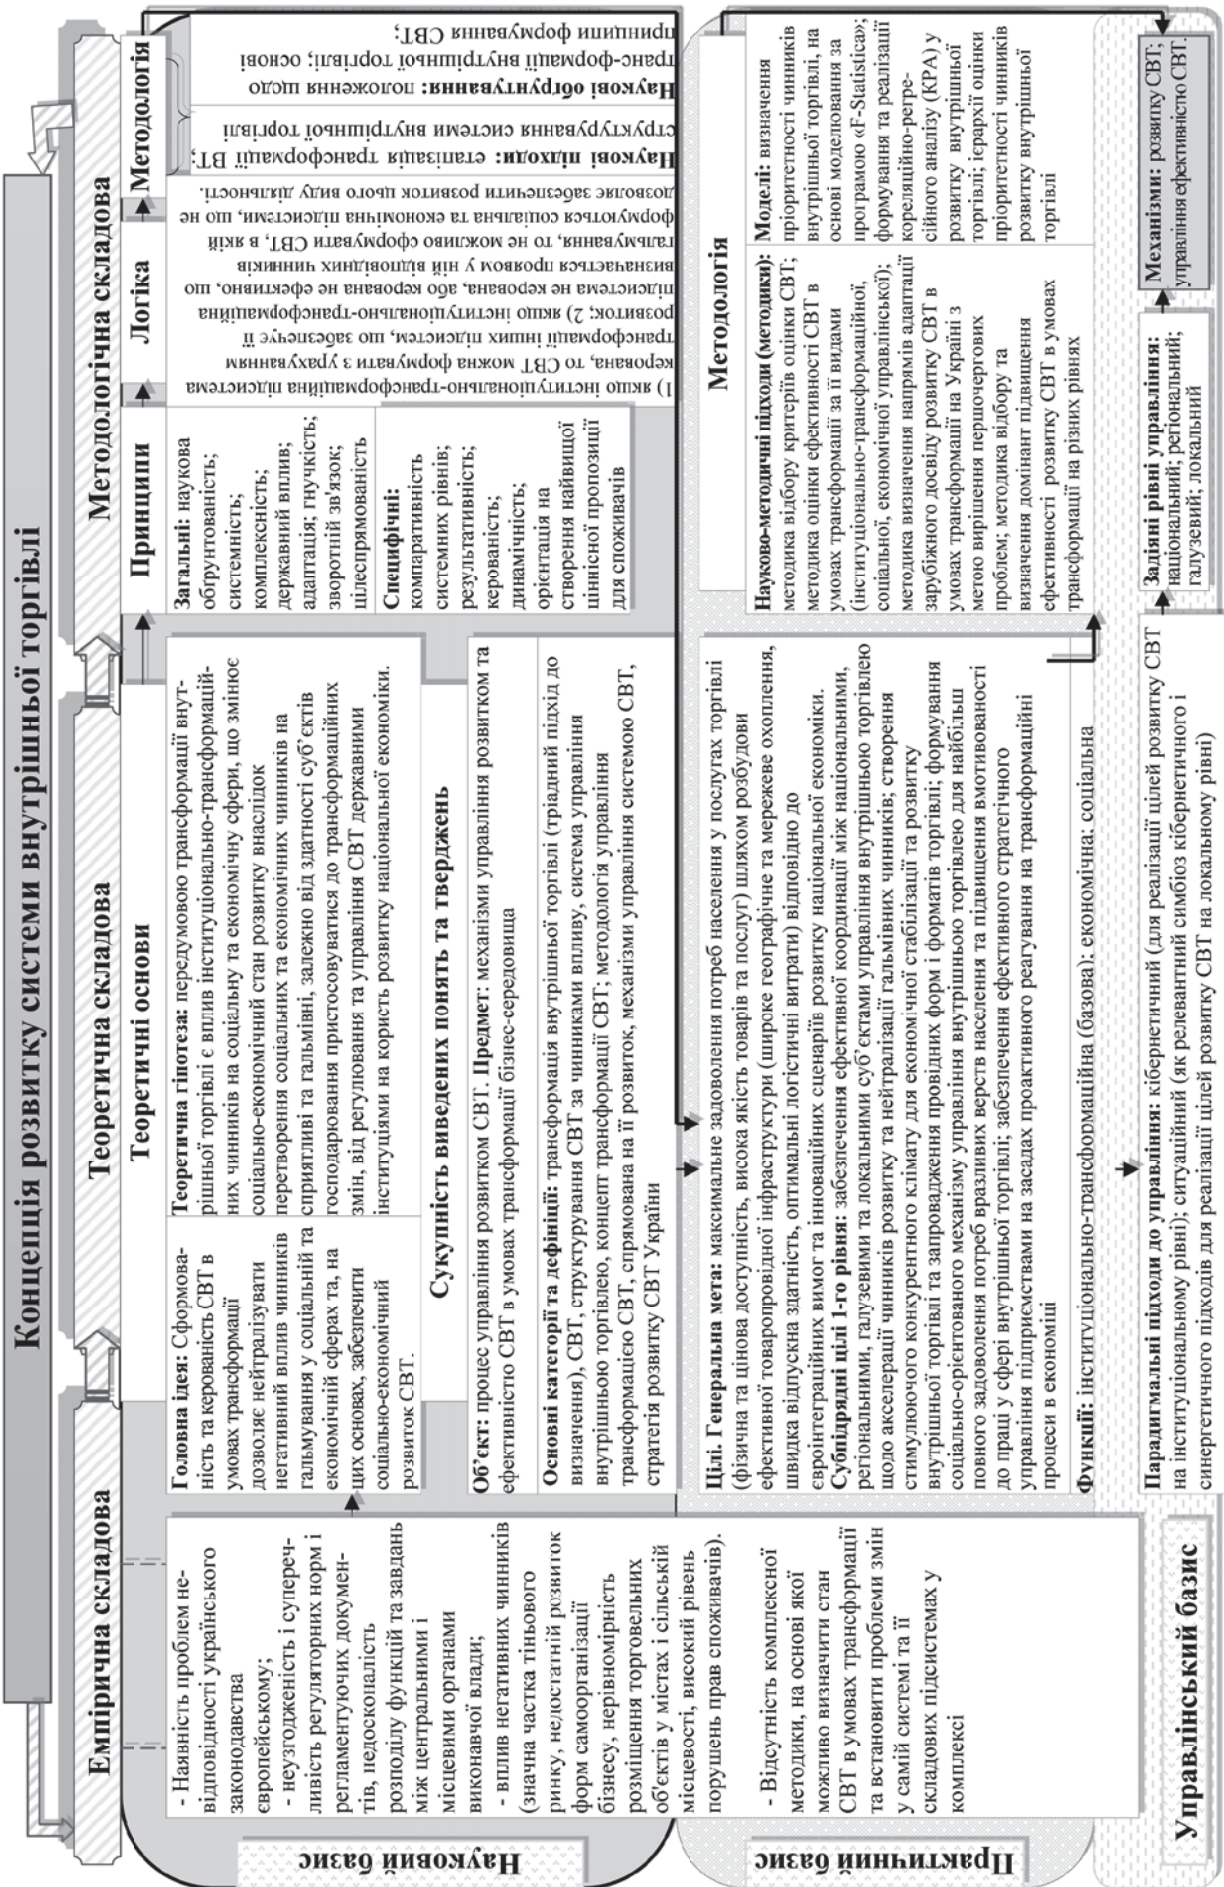 Концепція розвитку системи внутрішньої торгівлі
Емпірична складова
Теоретична складова
Методологічна складова
Науковий базис
- Наявність проблем не-
відповідності українського
законодавства
європейському;
- неузгодженість і супереч-
ливість регуляторних норм і
регламентуючих докумен-
тів, недосконалість
розподілу функцій та завдань
між центральними і
місцевими органами
виконавчої влади;
- вплив негативних чинників
(значна частка тіньового
ринку, недостатній розвиток
форм самоорганізації
бізнесу, нерівномірність
розміщення торговельних
об'єктів у містах і сільській
місцевості, високий рівень
порушень прав споживачів).
- Відсутність комплексної
методики, на основі якої
можливо визначити стан
СВТ в умовах трансформації
та встановити проблеми змін
у самій системі та її
складових підсистемах у
комплексі
Теоретичні основи
Головна ідея: Сформова-
ність та керованість СВТ в
умовах трансформації
дозволяє нейтралізувати
негативний вплив чинників
гальмування у соціальній та
економічній сферах та, на
цих основах, забезпечити
соціально-економічний
розвиток СВТ.
Теоретична гіпотеза: передумовою трансформації внут-
рішньої торгівлі є вплив інституціонально-трансформацій-
них чинників на соціальну та економічну сфери, що змінює
соціально-економічний стан розвитку внаслідок
перетворення соціальних та економічних чинників на
сприятливі та гальмівні, залежно від здатності суб'єктів
господарювання пристосовуватися до трансформаційних
змін, від регулювання та управління СВТ державними
інституціями на користь розвитку національної економіки.
Сукупність виведених понять та тверджень
Об'єкт: процес управління розвитком СВТ. Предмет: механізми управління розвитком та
ефективністю СВТ в умовах трансформації бізнес-середовища
Основні категорії та дефініції: трансформація внутрішньої торгівлі (тріадний підхід до
визначення), СВТ, структурування СВТ за чинниками впливу, система управління
внутрішньою торгівлею, концепт трансформації СВТ; методологія управління
трансформацією СВТ, спрямована на її розвиток, механізми управління системою СВТ,
стратегія розвитку СВТ України
Принципи
Загальні: наукова
обґрунтованість;
системність;
комплексність;
державний вплив;
адаптація; гнучкість;
зворотній зв'язок;
цілеспрямованість
Специфічні:
компаративність
системних рівнів;
результативність;
керованість;
динамічність;
орієнтація на
створення найвищої
ціннісної пропозиції
для споживачів
Логіка
1) якщо інституціонально-трансформаційна підсистема
керована, то СВТ можна формувати з урахуванням
трансформації інших підсистем, що забезпечує її
розвиток; 2) якщо інституціонально-трансформаційна
підсистема не керована, або керована не ефективно, що
визначається проявом у ній відповідних чинників
гальмування, то не можливо сформувати СВТ, в якій
формуються соціальна та економічна підсистеми, що не
дозволяє забезпечити розвиток цього виду діяльності.
Методологія
Наукові підходи: етапізація трансформації ВТ;
структурування системи внутрішньої торгівлі
Наукові обґрунтування: положення щодо
транс-формації внутрішньої торгівлі; основі
принципи формування СВТ;
Практичний базис
Цілі. Генеральна мета: максимальне задоволення потреб населення у послугах торгівлі
(фізична та цінова доступність, висока якість товарів та послуг) шляхом розбудови
ефективної товаропровідної інфраструктури (широке географічне та мережеве охоплення,
швидка відпускна здатність, оптимальні логістичні витрати) відповідно до
євроінтеграційних вимог та інноваційних сценаріїв розвитку національної економіки.
Субпідрядні цілі 1-го рівня: забезпечення ефективної координації між національними,
регіональними, галузевими та локальними суб'єктами управління внутрішньою торгівлею
щодо акселерації чинників розвитку та нейтралізації гальмівних чинників; створення
стимулюючого конкурентного клімату для економічної стабілізації та розвитку
внутрішньої торгівлі та запровадження провідних форм і форматів торгівлі; формування
соціально-орієнтованого механізму управління внутрішньою торгівлею для найбільш
повного задоволення потреб вразливих верств населення та підвищення вмотивованості
до праці у сфері внутрішньої торгівлі; забезпечення ефективного стратегічного
управління підприємствами на засадах проактивного реагування на трансформаційні
процеси в економіці
Функції: інституціонально-трансформаційна (базова); економічна; соціальна
Методологія
Науково-методичні підходи (методики):
методика відбору критеріїв оцінки СВТ;
методика оцінки ефективності СВТ в
умовах трансформації за її видами
(інституціонально-трансформаційної,
соціальної, економічної управлінської);
методика визначення напрямів адаптації
зарубіжного досвіду розвитку СВТ в
умовах трансформації на Україні з
метою вирішення першочергових
проблем; методика відбору та
визначення домінант підвищення
ефективності розвитку СВТ в умовах
трансформації на різних рівнях
Моделі: визначення
пріоритетності чинників
внутрішньої торгівлі, на
основі моделювання за
програмою «F-Statistica»;
формування та реалізації
кореляційно-регре-
сійного аналізу (КРА) у
розвитку внутрішньої
торгівлі; ієрархії оцінки
пріоритетності чинників
розвитку внутрішньої
торгівлі
Управлінський базис
Парадигмальні підходи до управління: кібернетичний (для реалізації цілей розвитку СВТ
на інституціональному рівні); ситуаційний (як релевантний симбіоз кібернетичного і
синергетичного підходів для реалізації цілей розвитку СВТ на локальному рівні)
Задіяні рівні управління:
національний; регіональний;
галузевий; локальний
Механізми: розвитку СВТ;
управління ефективністю СВТ.